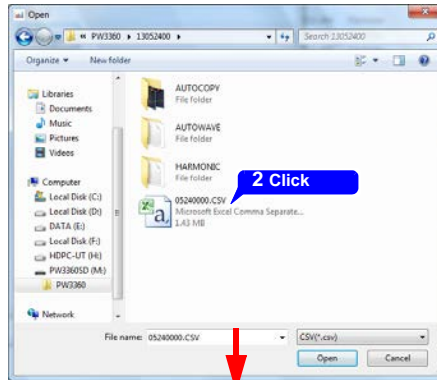 Open
« PW3360 ▸ 13052400 ▸
Search 13052400
Organize ▾ New folder
Libraries
Documents
Music
Pictures
Videos
Computer
Local Disk (C:)
Local Disk (D:)
DATA (E:)
Local Disk (F:)
HDPC-UT (H:)
PW3360SD (M:)
PW3360
Network
AUTOCOPY
File folder
AUTOWAVE
File folder
HARMONIC
File folder
2 Click
05240000.CSV
Microsoft Excel Comma Separate...
1.43 MB
File name: 05240000.CSV
CSV(*.csv)
Open
Cancel